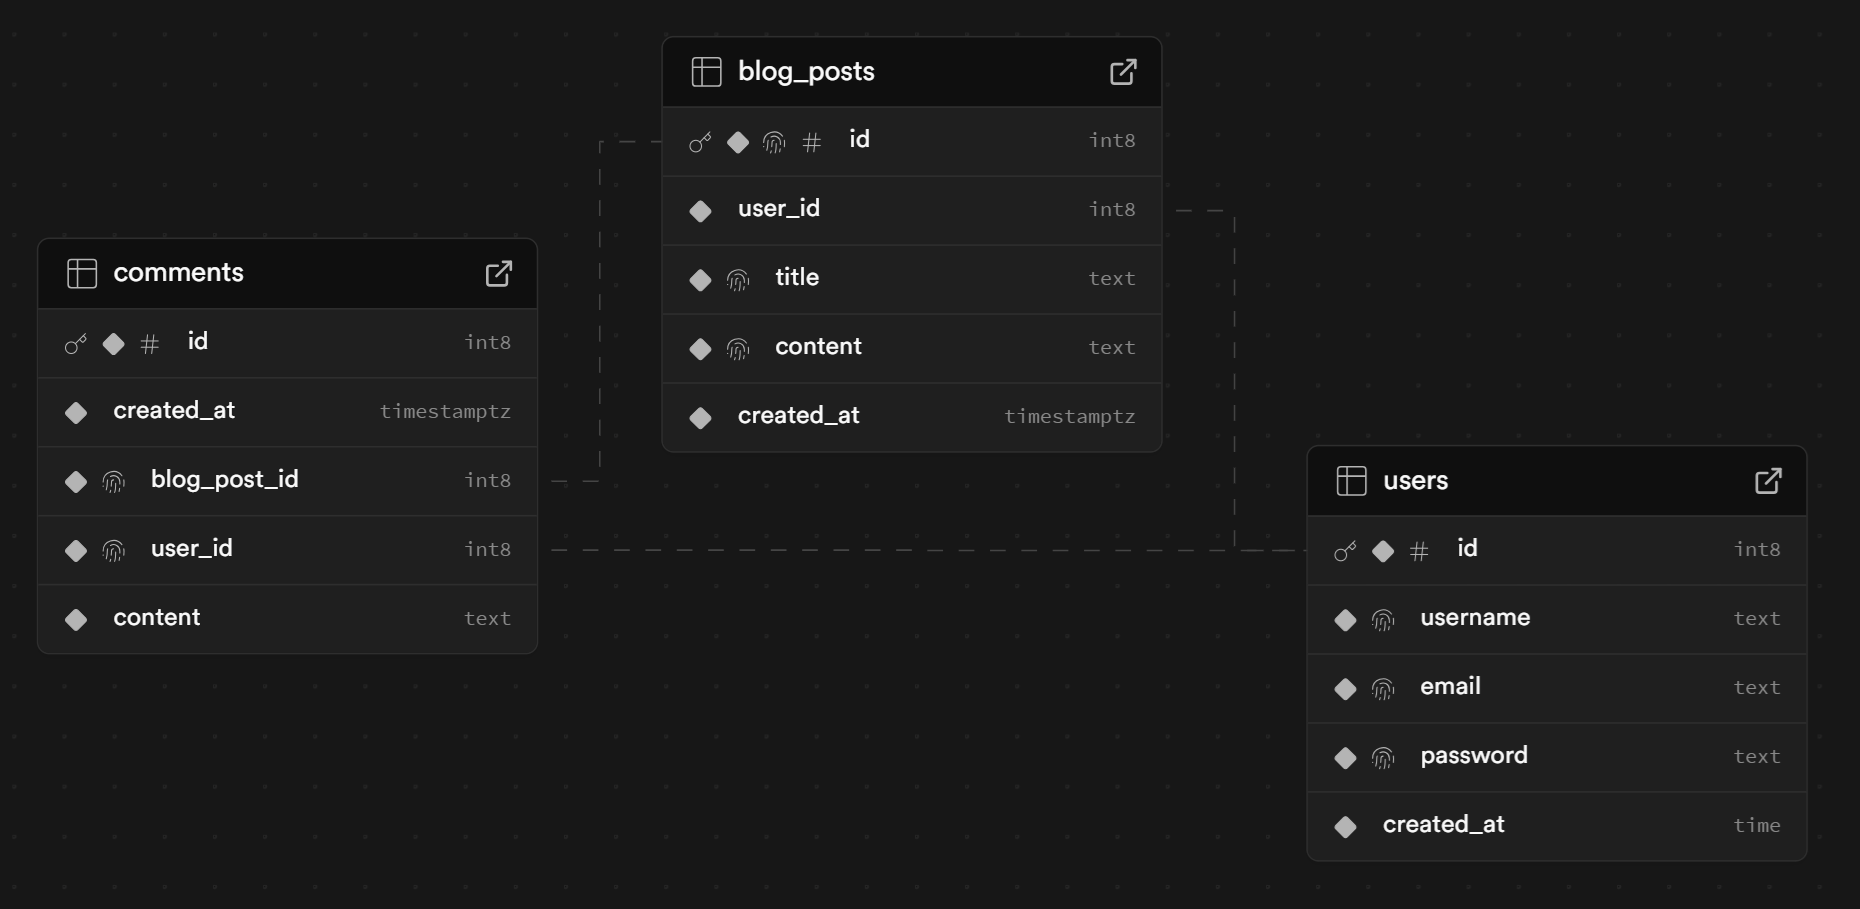 blog_posts
id int8
user_id int8
title text
content text
created_at timestamptz
comments
id int8
created_at timestamptz
blog_post_id int8
user_id int8
content text
users
id int8
username text
email text
password text
created_at time